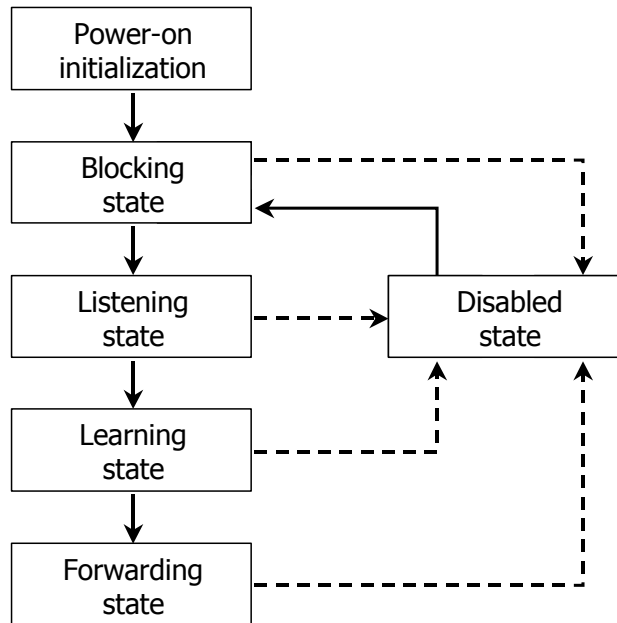 Power-on
initialization
Blocking
state
Listening
state
Disabled
state
Learning
state
Forwarding
state